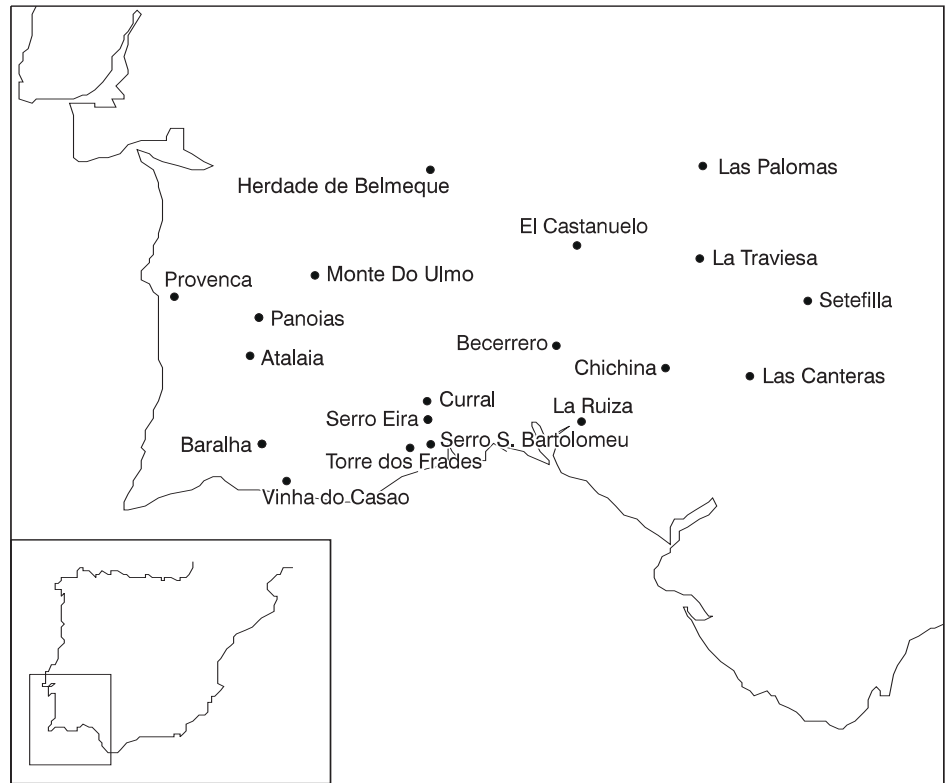 Las Palomas
Herdade de Belmeque
El Castanuelo
La Traviesa
Monte Do Ulmo
Provenca
Setefilla
Panoias
Becerrero
Atalaia
Chichina
Las Canteras
Curral
La Ruiza
Serro Eira
Baralha
Serro S. Bartolomeu
Torre dos Frades
Vinha do Casao